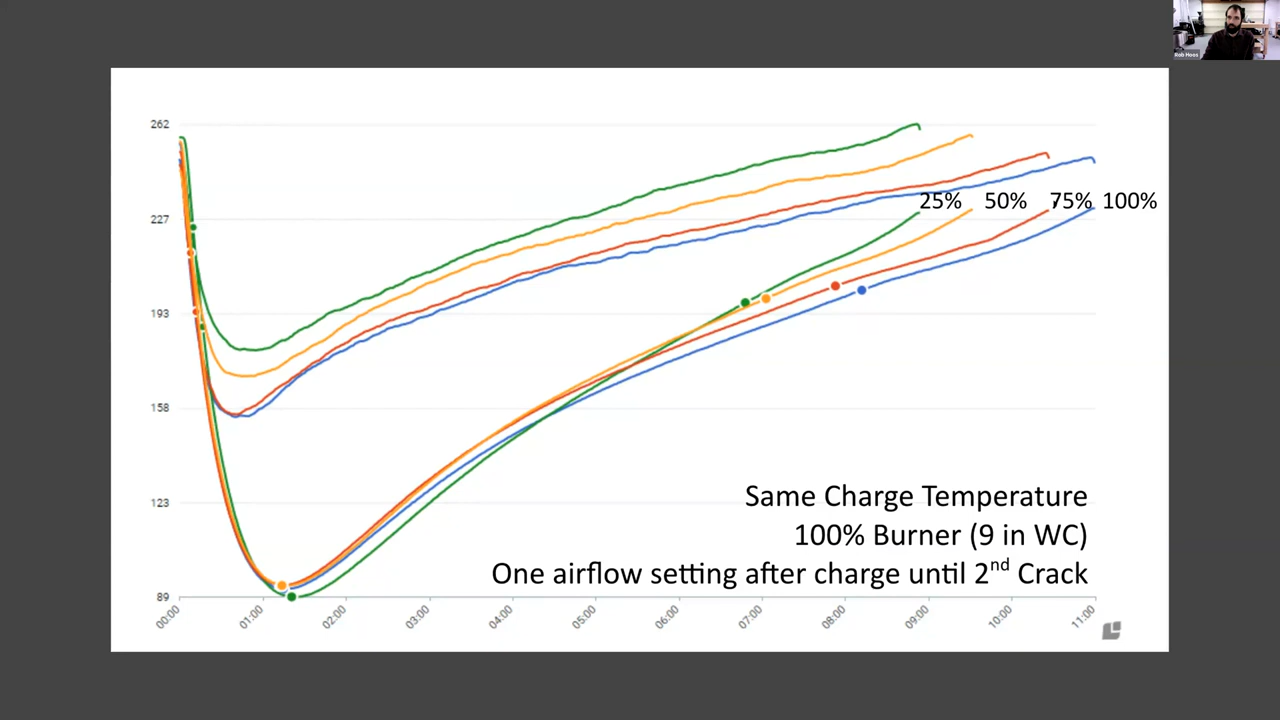 Rob Hoos
262
227
193
158
123
89
25% 50% 75% 100%
Same Charge Temperature
100% Burner (9 in WC)
One airflow setting after charge until 2nd Crack
00:00 01:00 02:00 03:00 04:00 05:00 06:00 07:00 08:00 09:00 10:00 11:00